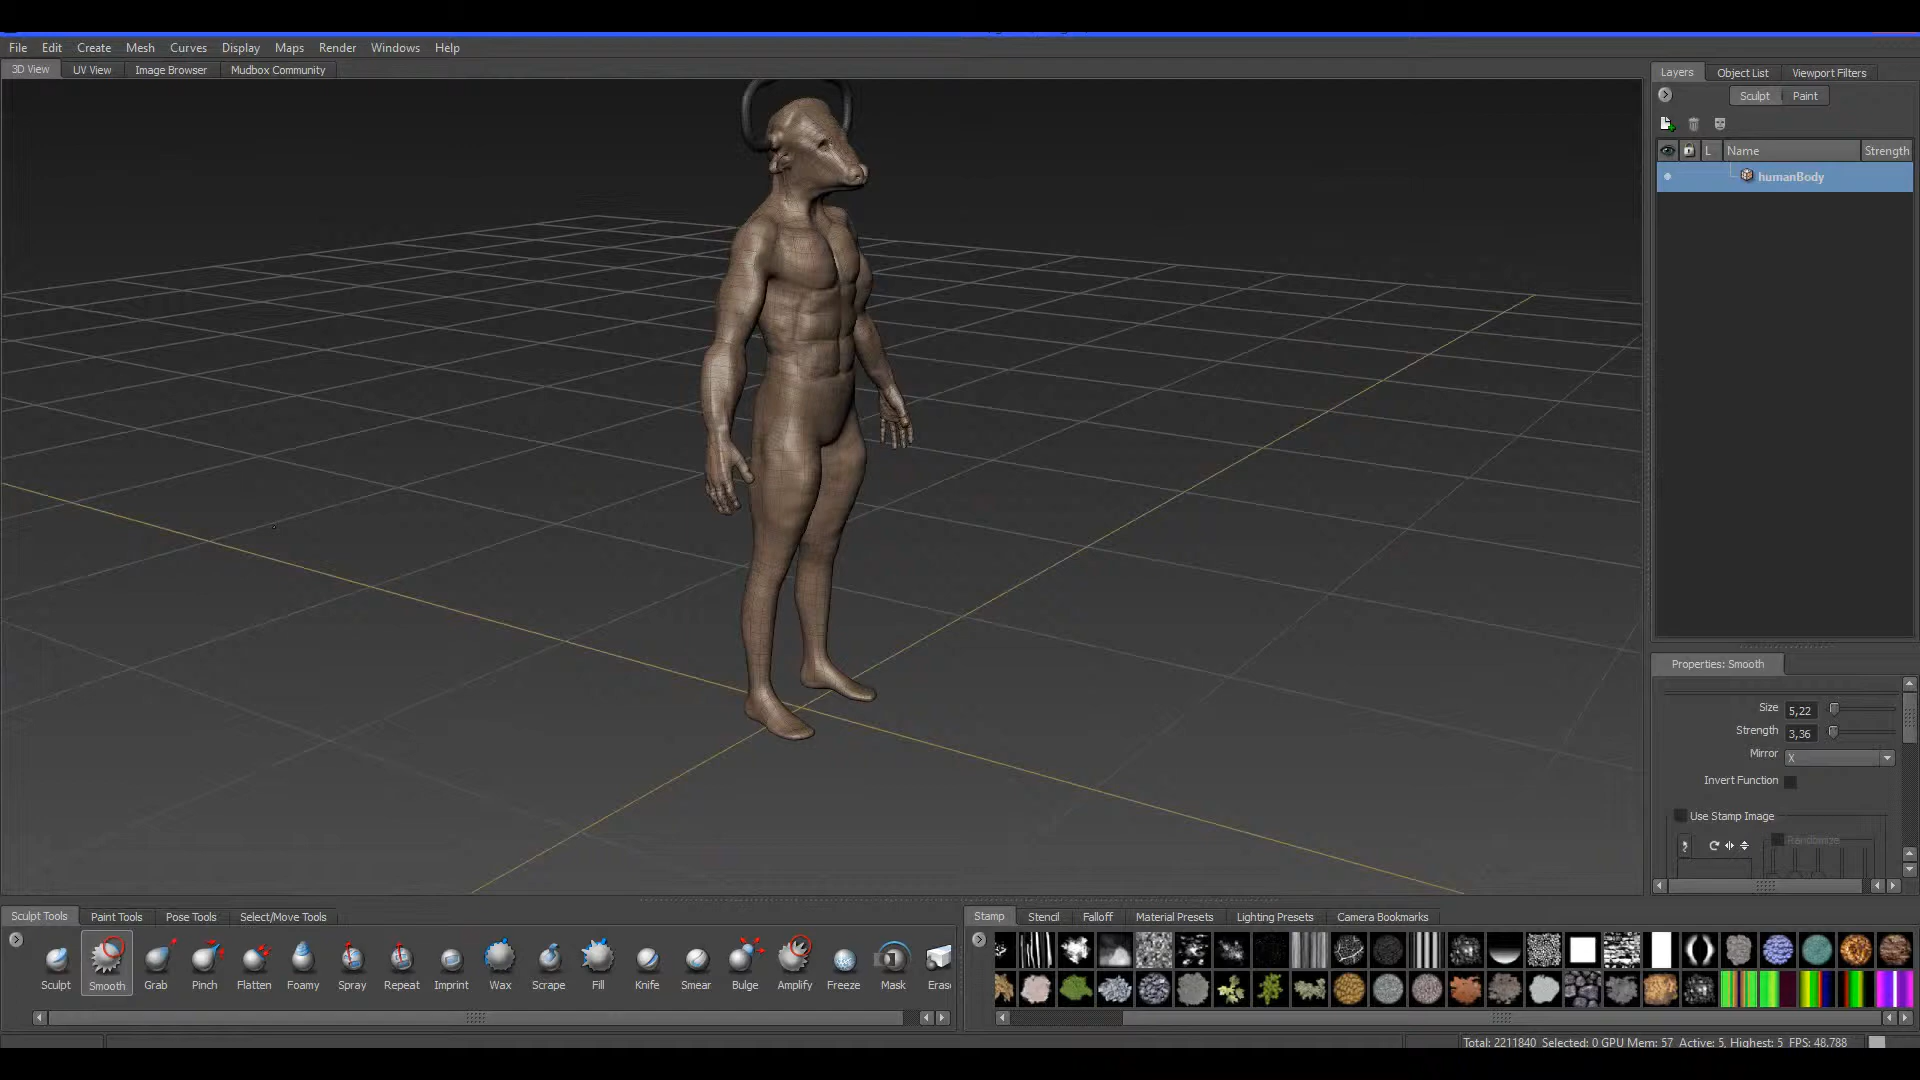 File Edit Create Mesh Curves Display Maps Render Windows Help
3D View UV View Image Browser Mudbox Community
Layers Object List Viewport Filters
Sculpt Paint
L Name Strength
humanBody
Properties: Smooth
Size 5,22
Strength 3,36
Mirror X
Invert Function
Use Stamp Image
Randomize
Sculpt Tools Paint Tools Pose Tools Select/Move Tools
Stamp Stencil Falloff Material Presets Lighting Presets Camera Bookmarks
Sculpt Smooth Grab Pinch Flatten Foamy Spray Repeat Imprint Wax Scrape Fill Knife Smear Bulge Amplify Freeze Mask Eras
Total: 2211840 Selected: 0 GPU Mem: 57 Active: 5, Highest: 5 FPS: 48.788